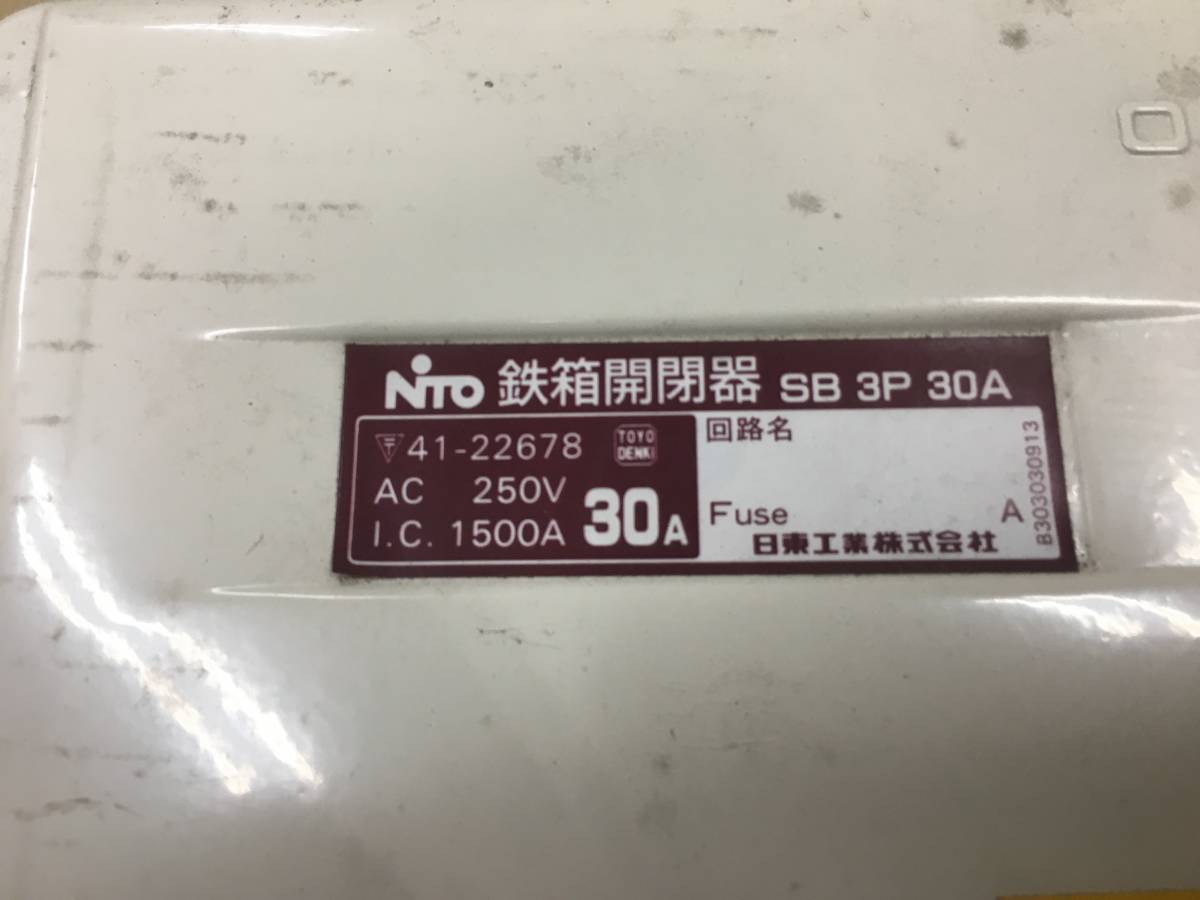 NITO 鉄箱開閉器 SB 3P 30A
〒41-22678 TOYO DENKI
AC 250V
I.C. 1500A 30A
回路名
Fuse A
日東工業株式会社
B303030913